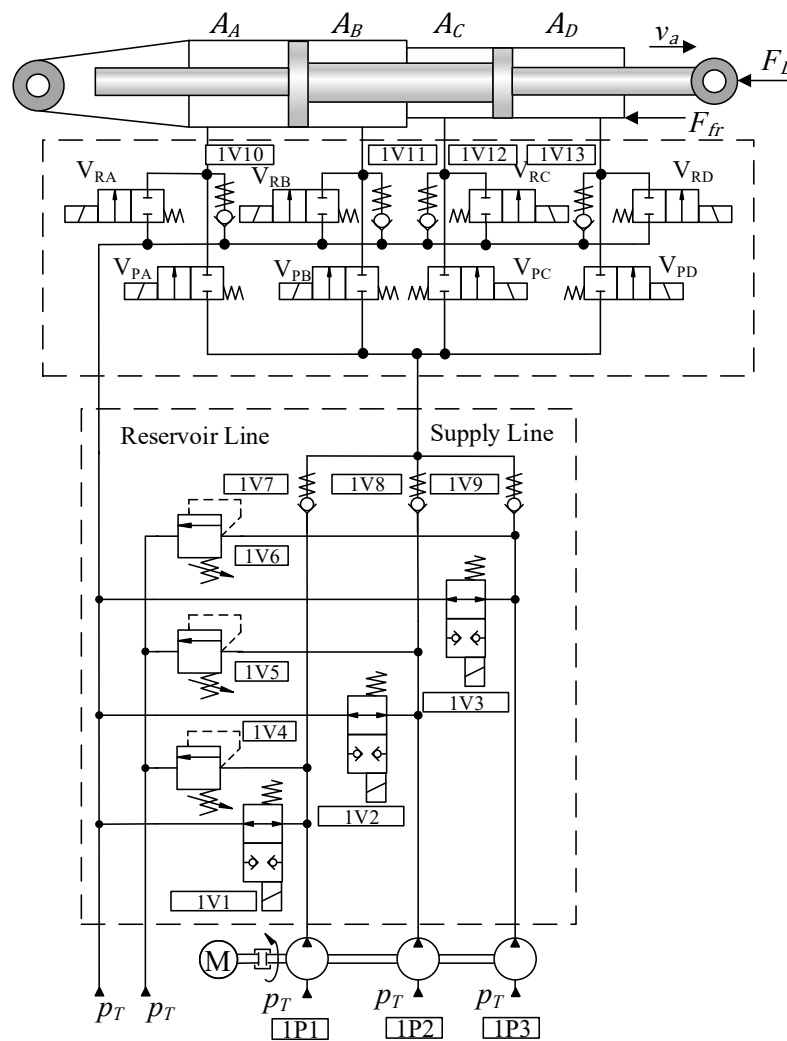 A_A A_B A_C A_D v_a
F_L
F_fr
1V10 1V11 1V12 1V13
V_RA V_RB V_RC V_RD
V_PA V_PB V_PC V_PD
Reservoir Line Supply Line
1V7 1V8 1V9
1V6
1V5
1V3
1V4
1V2
1V1
M
p_T p_T p_T p_T p_T
1P1 1P2 1P3